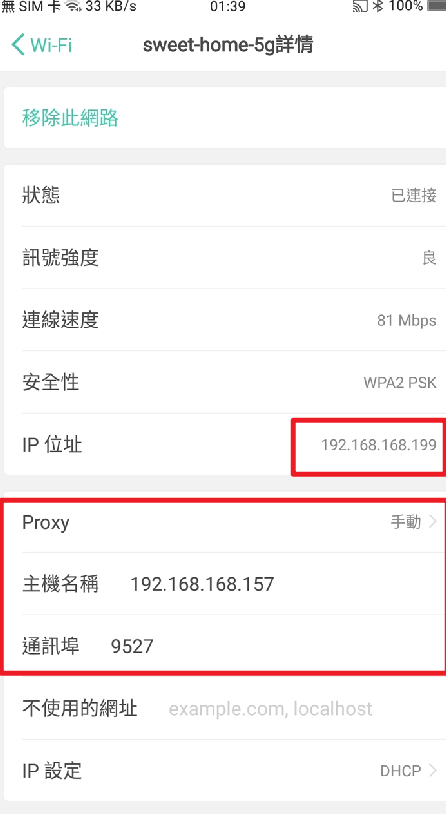 無 SIM 卡 33 KB/s 01:39 100%
Wi-Fi sweet-home-5g詳情
移除此網路
狀態 已連接
訊號強度 良
連線速度 81 Mbps
安全性 WPA2 PSK
IP 位址 192.168.168.199
Proxy 手動
主機名稱 192.168.168.157
通訊埠 9527
不使用的網址 example.com, localhost
IP 設定 DHCP